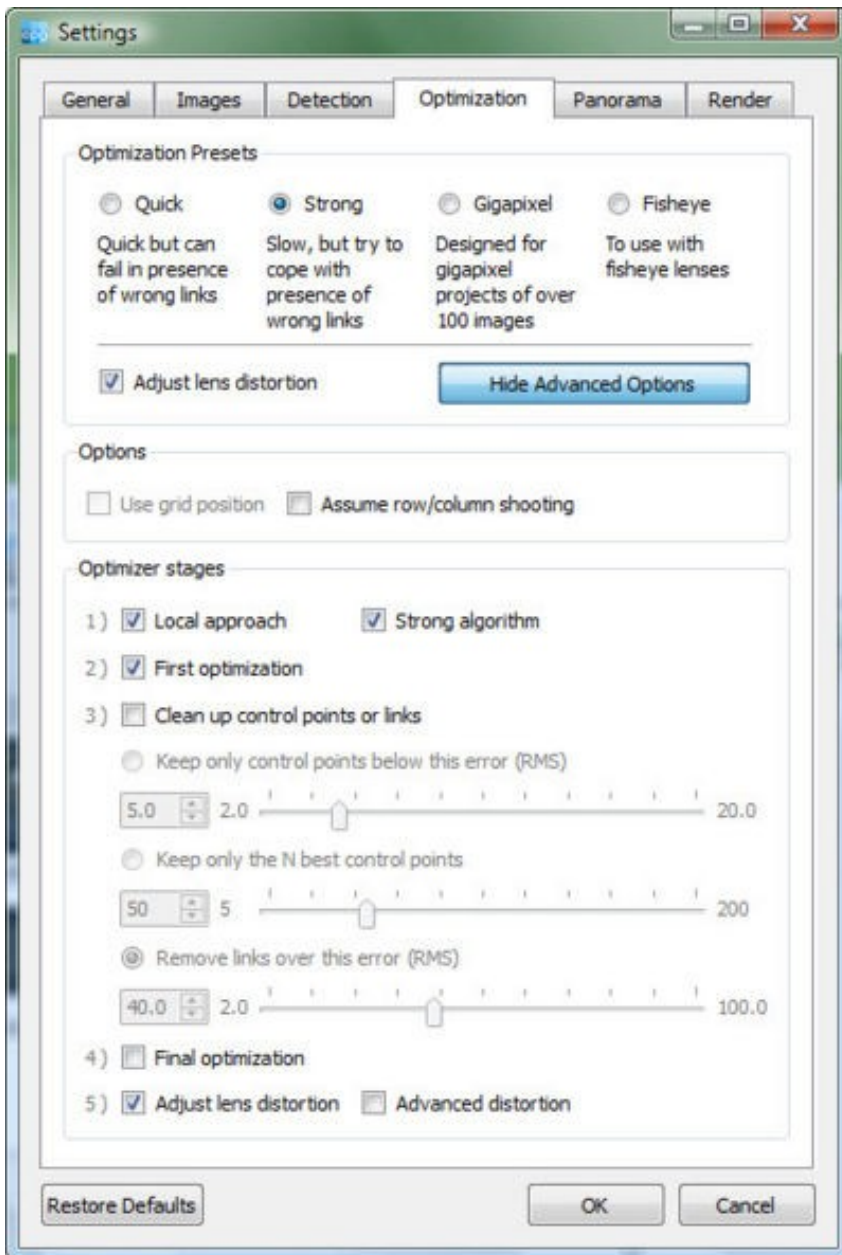 Settings
General Images Detection Optimization Panorama Render
Optimization Presets
Quick Strong Gigapixel Fisheye
Quick but can
fail in presence
of wrong links
Slow, but try to
cope with
presence of
wrong links
Designed for
gigapixel
projects of over
100 images
To use with
fisheye lenses
Adjust lens distortion Hide Advanced Options
Options
Use grid position Assume row/column shooting
Optimizer stages
1) Local approach Strong algorithm
2) First optimization
3) Clean up control points or links
Keep only control points below this error (RMS)
5.0 2.0 20.0
Keep only the N best control points
50 5 200
Remove links over this error (RMS)
40.0 2.0 100.0
4) Final optimization
5) Adjust lens distortion Advanced distortion
Restore Defaults OK Cancel